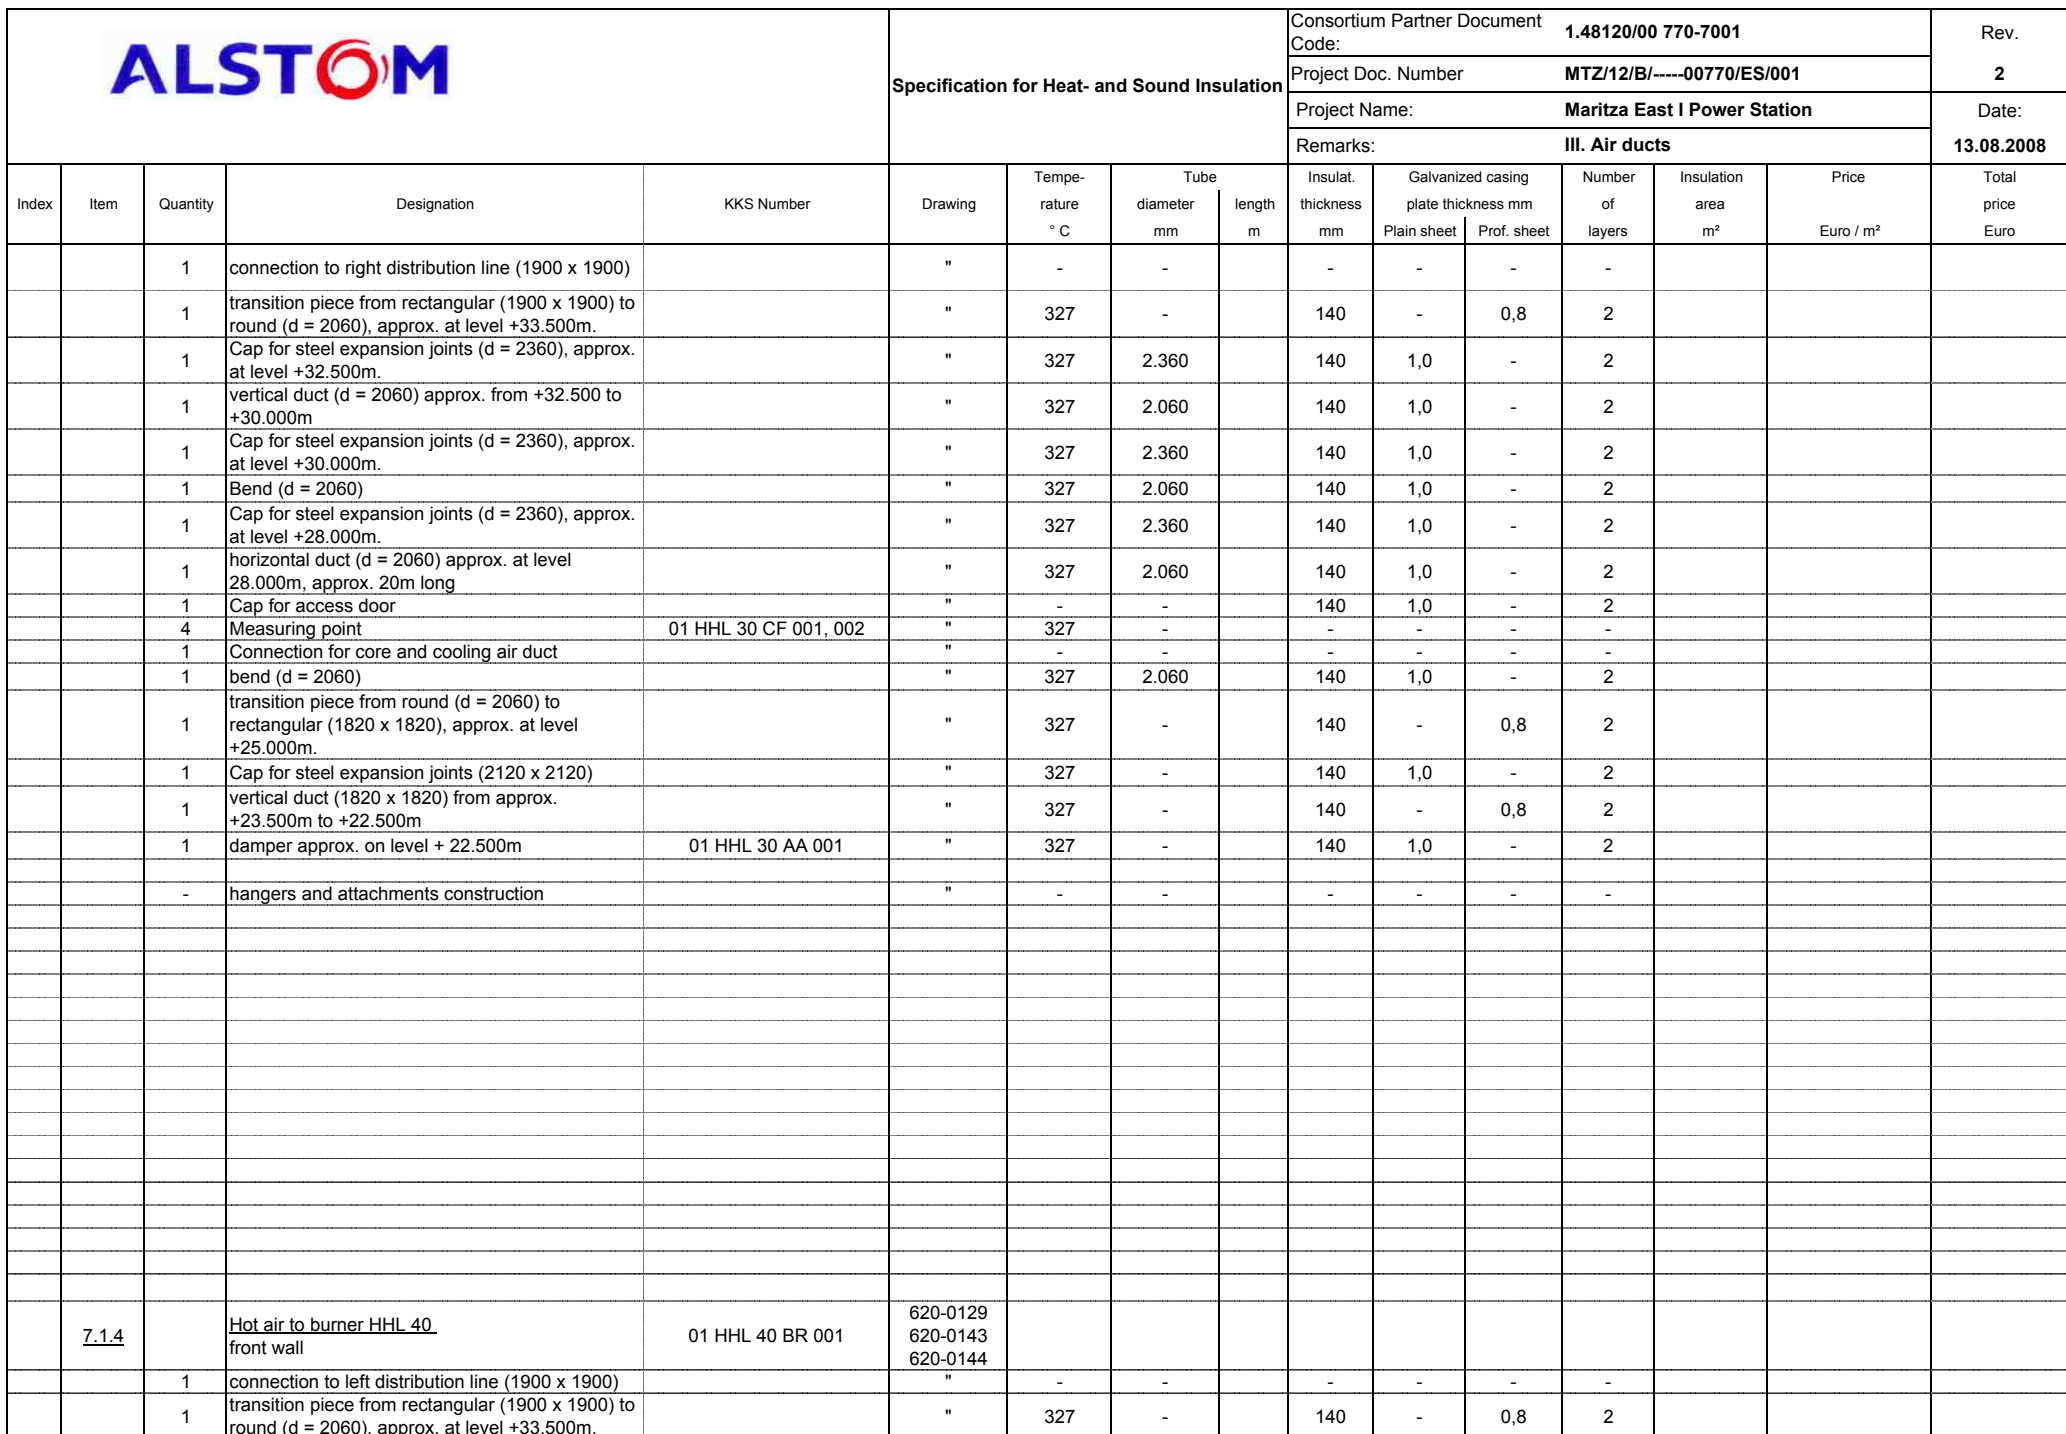 ALSTOM
Specification for Heat- and Sound Insulation
Consortium Partner Document Code: 1.48120/00 770-7001
Project Doc. Number MTZ/12/B/-----00770/ES/001
Project Name: Maritza East I Power Station
Remarks: III. Air ducts
Rev.
2
Date:
13.08.2008
Index Item Quantity Designation KKS Number Drawing Tempe- rature ° C Tube diameter mm length m Insulat. thickness mm Galvanized casing plate thickness mm Plain sheet Prof. sheet Number of layers Insulation area m² Price Euro / m² Total price Euro
1 connection to right distribution line (1900 x 1900) " - - - - - -
1 transition piece from rectangular (1900 x 1900) to
round (d = 2060), approx. at level +33.500m. " 327 - 140 - 0,8 2
1 Cap for steel expansion joints (d = 2360), approx.
at level +32.500m. " 327 2.360 140 1,0 - 2
1 vertical duct (d = 2060) approx. from +32.500 to
+30.000m " 327 2.060 140 1,0 - 2
1 Cap for steel expansion joints (d = 2360), approx.
at level +30.000m. " 327 2.360 140 1,0 - 2
1 Bend (d = 2060) " 327 2.060 140 1,0 - 2
1 Cap for steel expansion joints (d = 2360), approx.
at level +28.000m. " 327 2.360 140 1,0 - 2
1 horizontal duct (d = 2060) approx. at level
28.000m, approx. 20m long " 327 2.060 140 1,0 - 2
1 Cap for access door " - - 140 1,0 - 2
4 Measuring point 01 HHL 30 CF 001, 002 " 327 - - - - -
1 Connection for core and cooling air duct " - - - - - -
1 bend (d = 2060) " 327 2.060 140 1,0 - 2
1 transition piece from round (d = 2060) to
rectangular (1820 x 1820), approx. at level
+25.000m. " 327 - 140 - 0,8 2
1 Cap for steel expansion joints (2120 x 2120) " 327 - 140 1,0 - 2
1 vertical duct (1820 x 1820) from approx.
+23.500m to +22.500m " 327 - 140 - 0,8 2
1 damper approx. on level + 22.500m 01 HHL 30 AA 001 " 327 - 140 1,0 - 2
- hangers and attachments construction " - - - - - -
7.1.4 Hot air to burner HHL 40
front wall 01 HHL 40 BR 001 620-0129
620-0143
620-0144
1 connection to left distribution line (1900 x 1900) " - - - - - -
1 transition piece from rectangular (1900 x 1900) to
round (d = 2060), approx. at level +33.500m. " 327 - 140 - 0,8 2